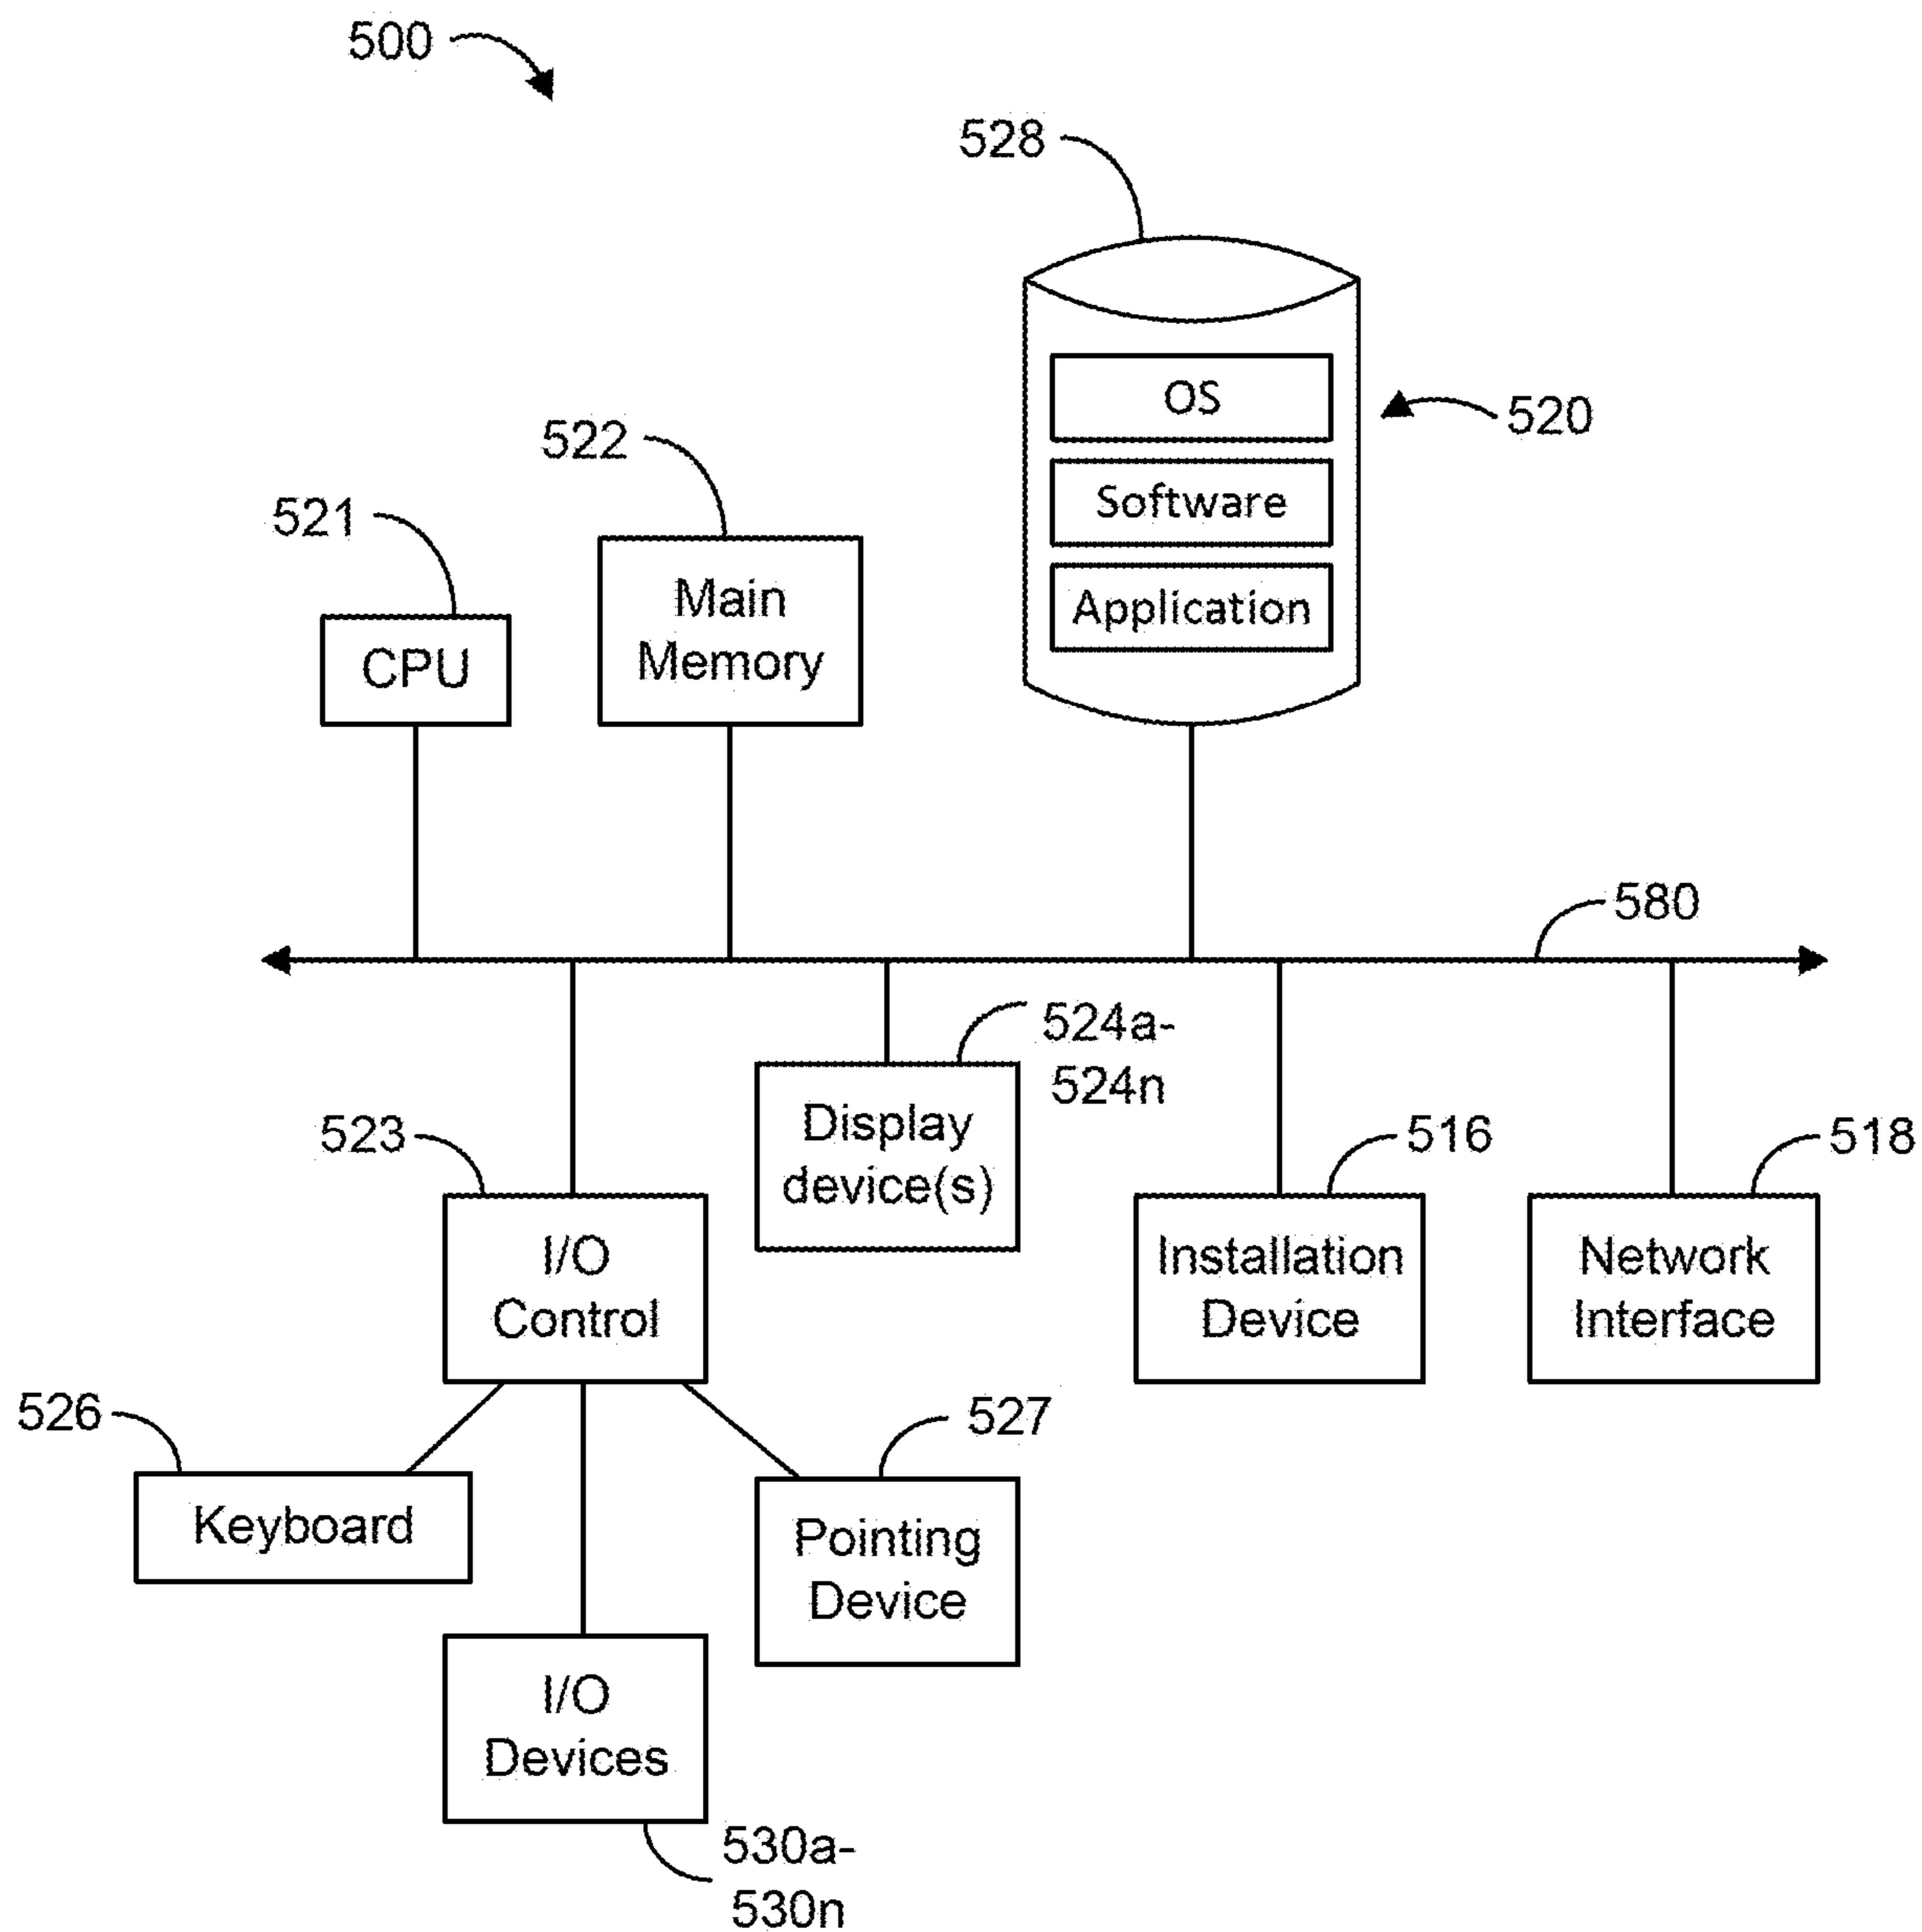 500
528
OS
520
Software
Application
522
521
Main
Memory
CPU
580
524a-
524n
Display
device(s)
523
516
518
I/O
Control
Installation
Device
Network
Interface
526
527
Keyboard
Pointing
Device
I/O
Devices
530a-
530n